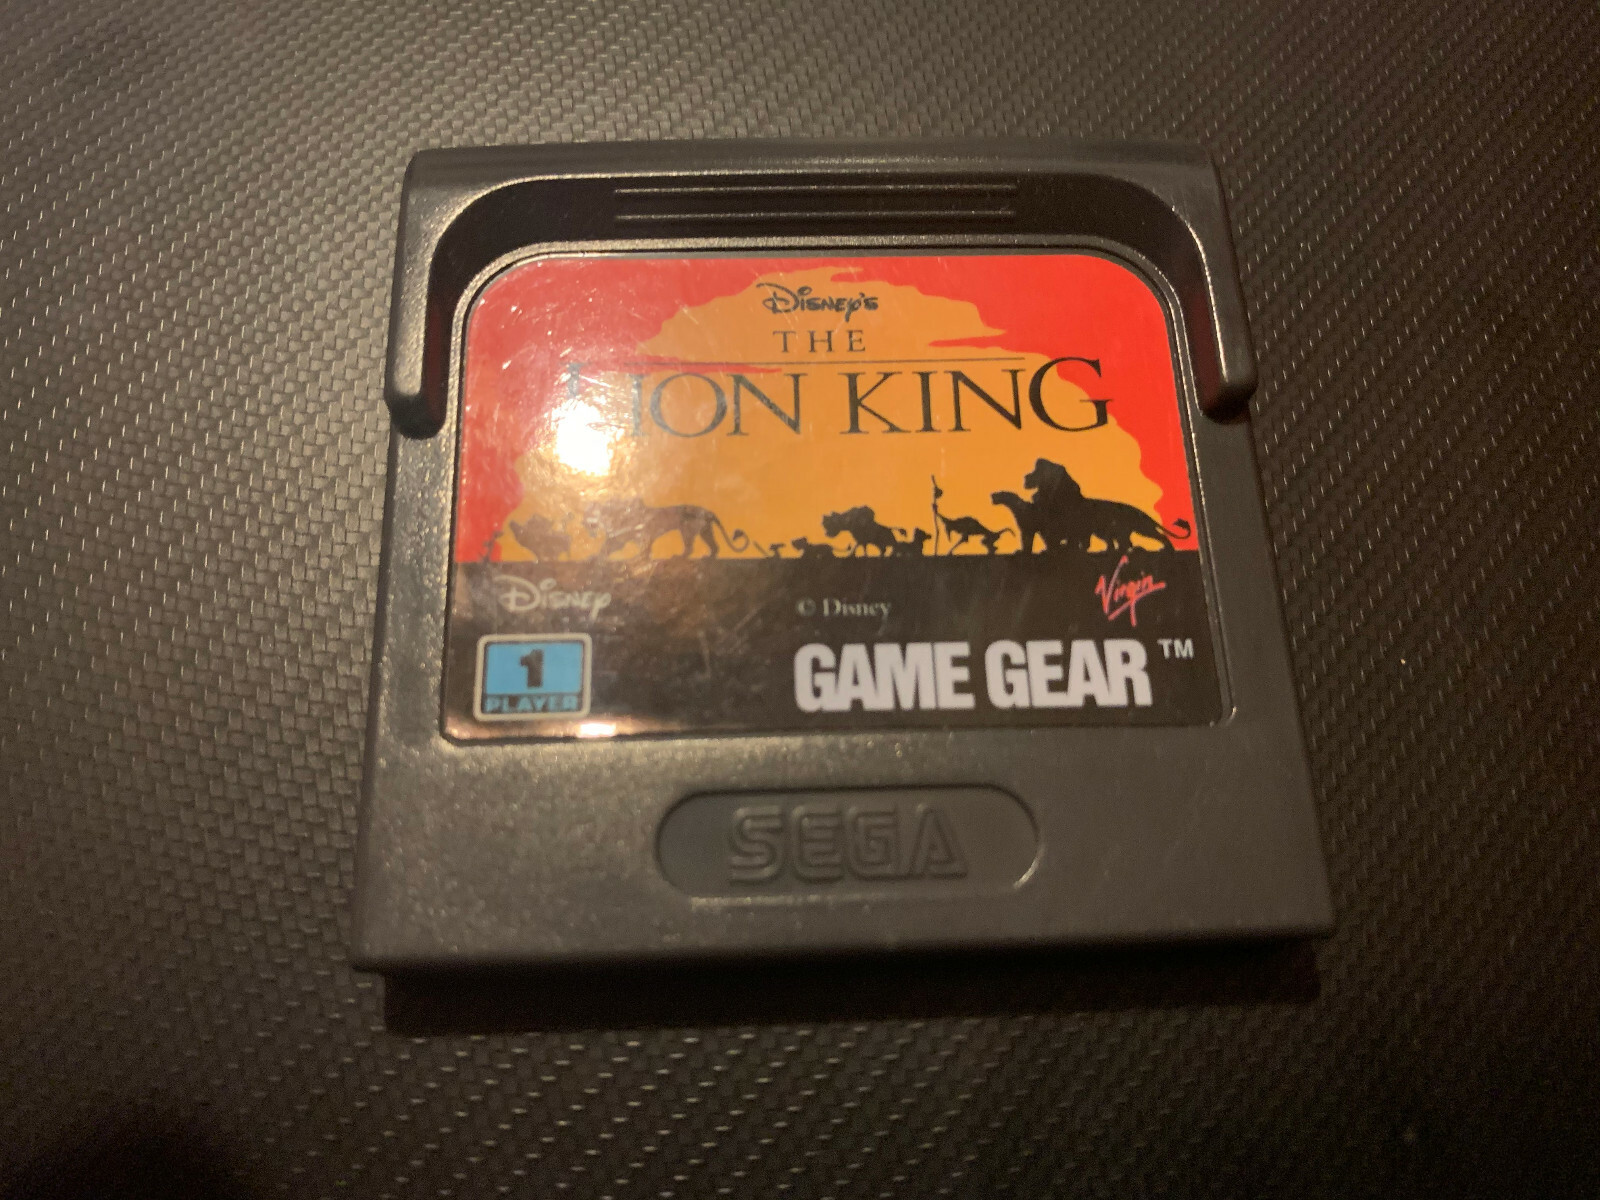 Disney's
THE
LION KING
Disney
© Disney
Virgin
1
PLAYER
GAME GEAR™
SEGA